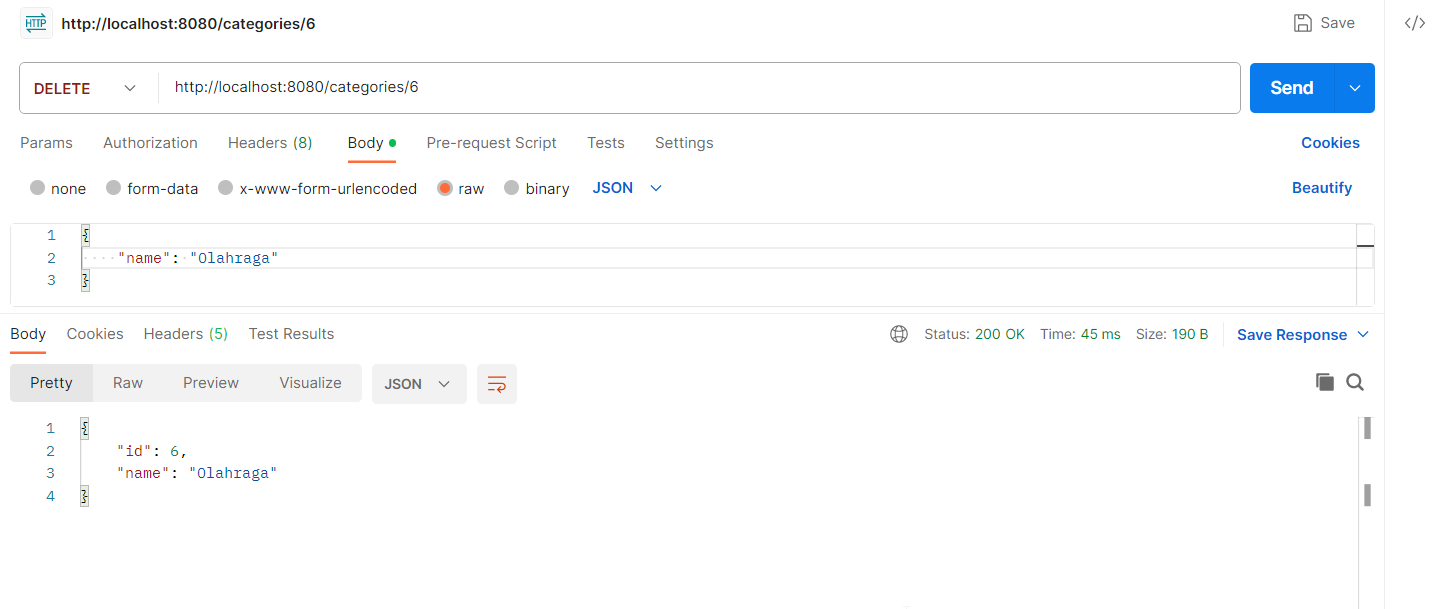 HTTP http://localhost:8080/categories/6 Save </>
DELETE http://localhost:8080/categories/6 Send
Params Authorization Headers (8) Body Pre-request Script Tests Settings Cookies
none form-data x-www-form-urlencoded raw binary JSON Beautify
1 {
2 ····"name":·"Olahraga"
3 }
Body Cookies Headers (5) Test Results Status: 200 OK Time: 45 ms Size: 190 B Save Response
Pretty Raw Preview Visualize JSON
1 {
2 "id": 6,
3 "name": "Olahraga"
4 }